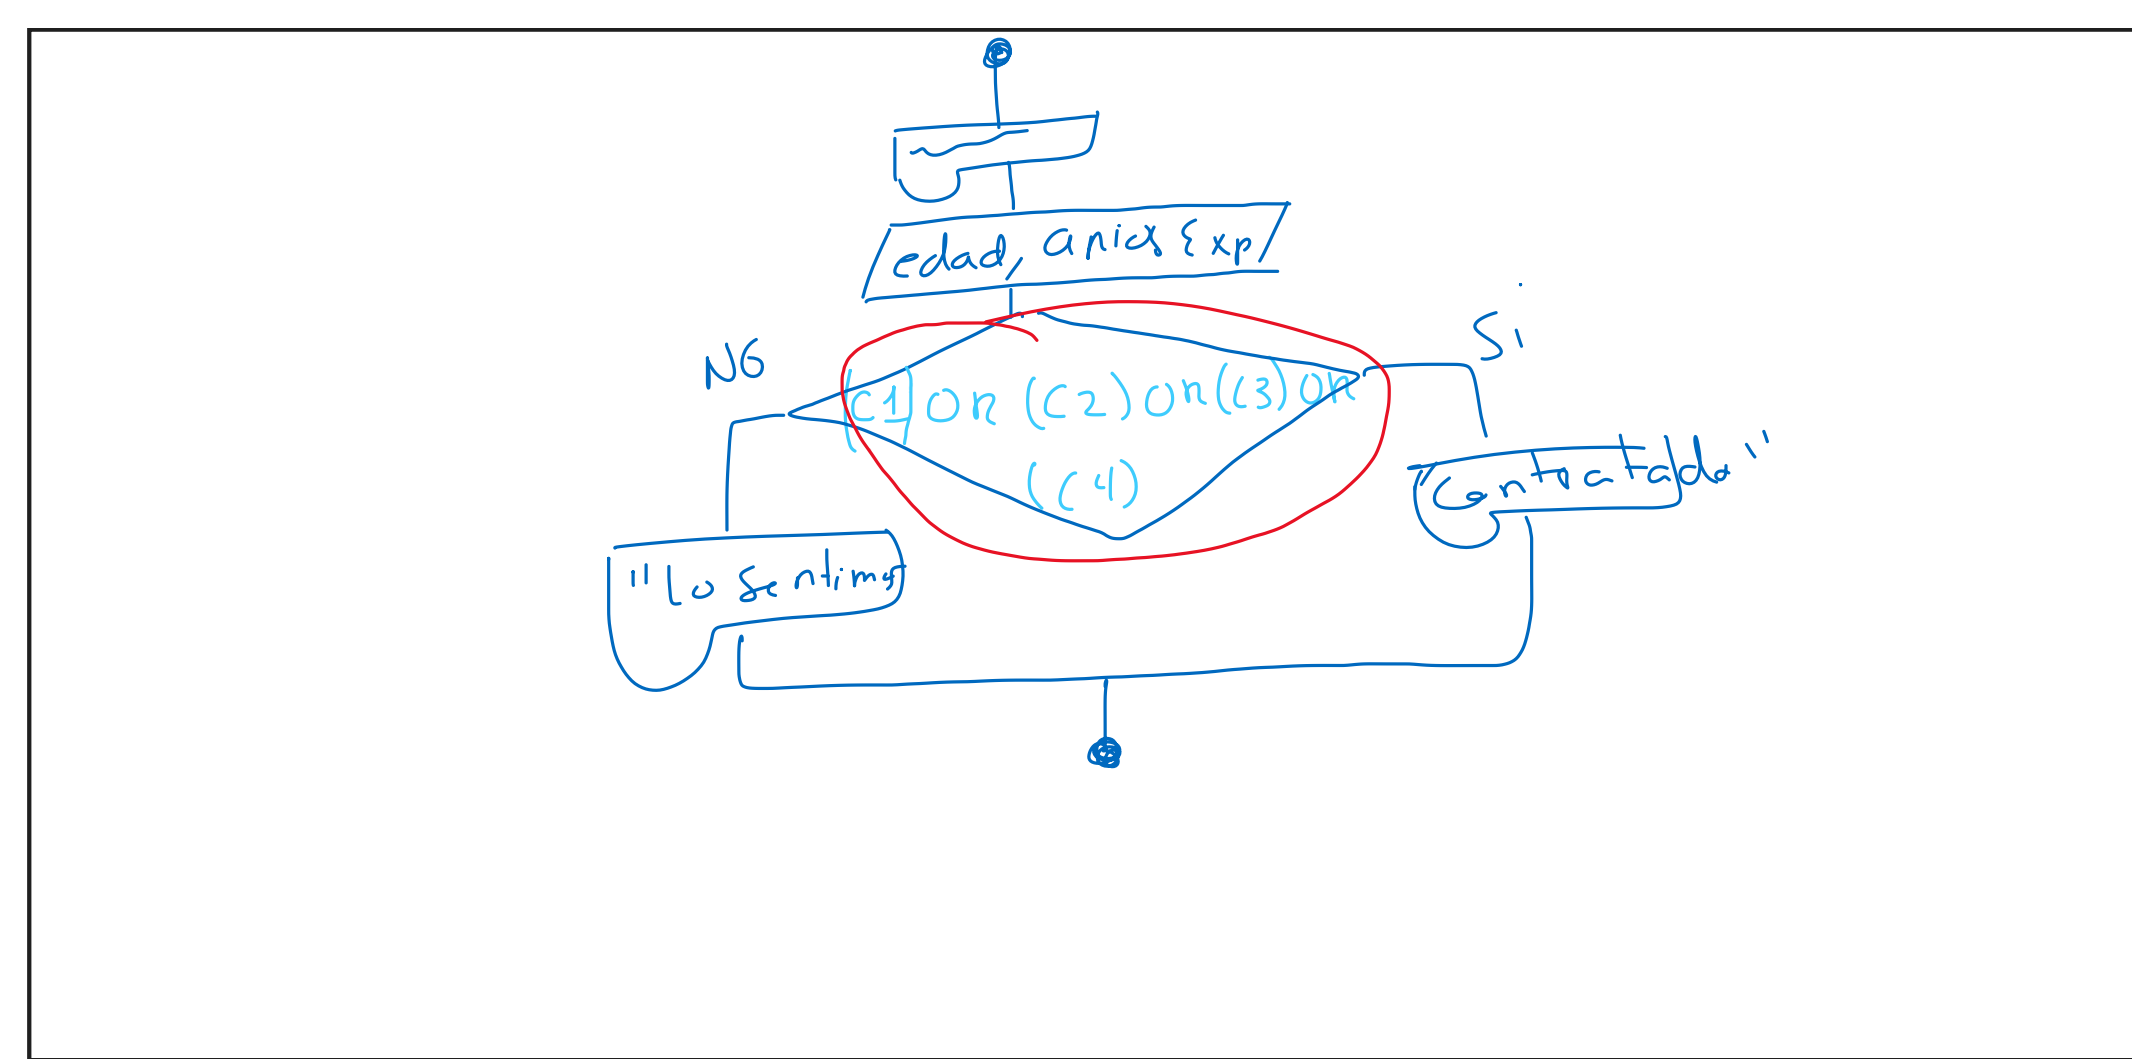 edad, anios Exp
NO
Si
(C1) OR (C2) OR (C3) OR
(C4)
"Contratado"
"Lo sentimos